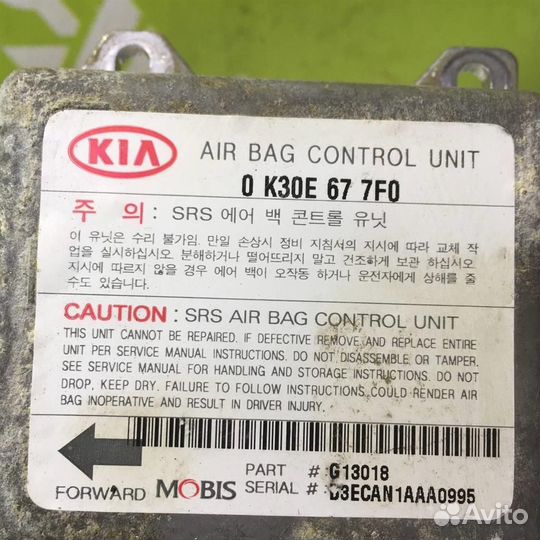 KIA AIR BAG CONTROL UNIT
0 K30E 67 7F0
주 의 : SRS 에어 백 콘트롤 유닛
이 유닛은 수리 불가임. 만일 손상시 정비 지침서의 지시에 따라 교체 작
업을 실시하십시오. 분해하거나 떨어뜨리지 말고 건조하게 보관 하십시오.
지시에 따르지 않을 경우 에어 백이 오작동 하거나 운전자에게 상해를 줄
수도 있습니다.
CAUTION : SRS AIR BAG CONTROL UNIT
THIS UNIT CANNOT BE REPAIRED. IF DEFECTIVE REMOVE, AND REPLACE ENTIRE
UNIT PER SERVICE MANUAL INSTRUCTIONS. DO NOT DISASSEMBLE, OR TAMPER.
SEE SERVICE MANUAL FOR HANDLING AND STORAGE INSTRUCTIONS. DO NOT
DROP, KEEP DRY. FAILURE TO FOLLOW INSTRUCTIONS COULD RENDER AIR
BAG INOPERATIVE AND RESULT IN DRIVER INJURY.
PART # G13018
FORWARD MOBIS SERIAL # D3ECAN1AAA0995
Avito